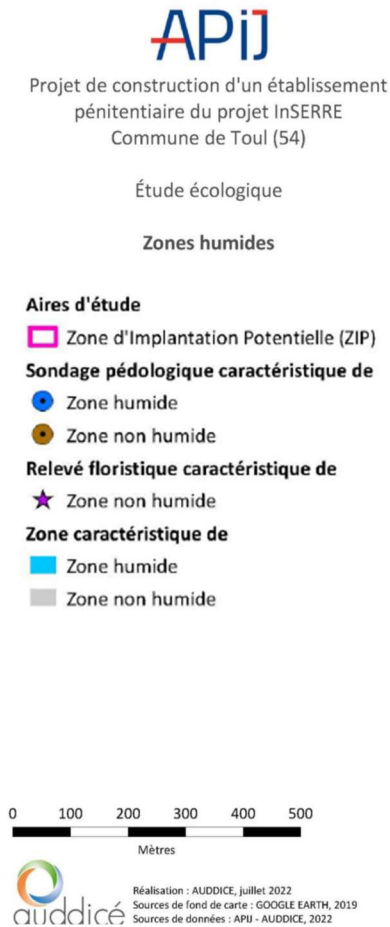 APiJ
Projet de construction d'un établissement
pénitentiaire du projet InSERRE
Commune de Toul (54)
Étude écologique
Zones humides
Aires d'étude
Zone d'Implantation Potentielle (ZIP)
Sondage pédologique caractéristique de
Zone humide
Zone non humide
Relevé floristique caractéristique de
Zone non humide
Zone caractéristique de
Zone humide
Zone non humide
0 100 200 300 400 500
Mètres
auddicé
Réalisation : AUDDICE, juillet 2022
Sources de fond de carte : GOOGLE EARTH, 2019
Sources de données : APIJ - AUDDICE, 2022